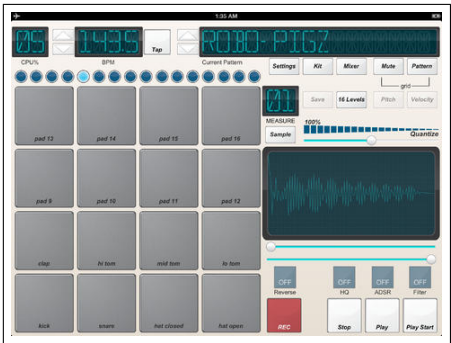 1:35 AM
05 149.5 Tap ROBO-PIGZ
CPU% BPM Current Pattern
Settings Kit Mixer Mute Pattern
grid
01 Save 16 Levels Pitch Velocity
MEASURE 100%
Sample Quantize
pad 13 pad 14 pad 15 pad 16
pad 9 pad 10 pad 11 pad 12
clap hi tom mid tom lo tom
OFF OFF OFF OFF
Reverse HQ ADSR Filter
kick snare hat closed hat open REC Stop Play Play Start